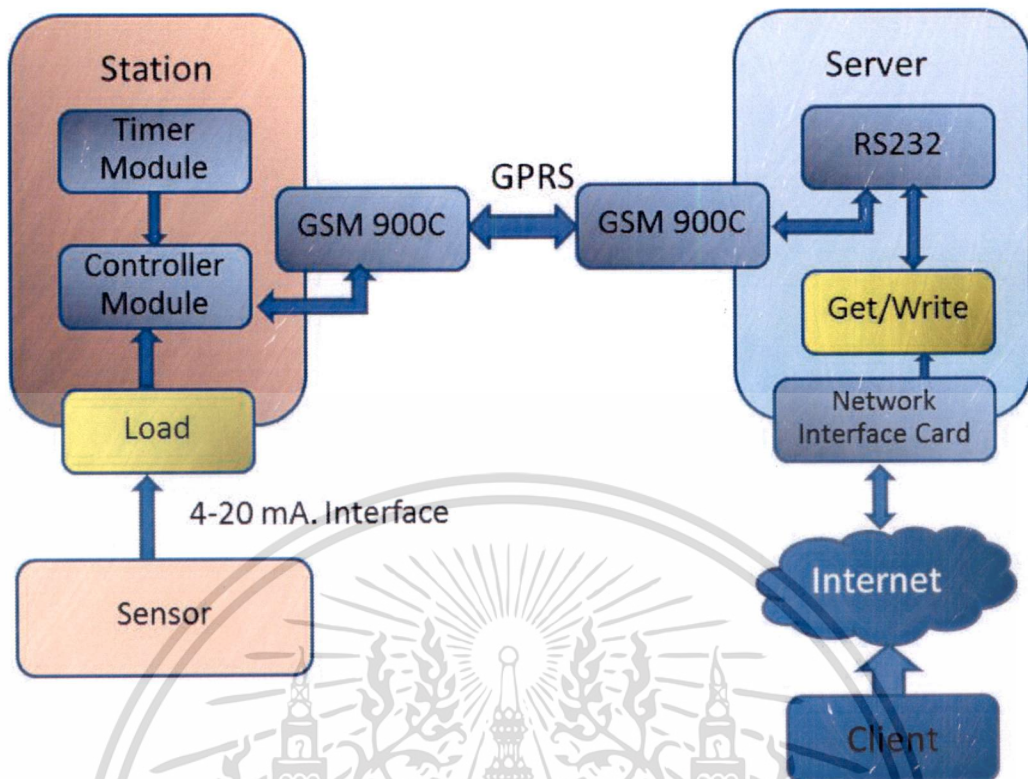 Station
Timer
Module
Controller
Module
Load
4-20 mA. Interface
Sensor
GSM 900C
GPRS
GSM 900C
Server
RS232
Get/Write
Network
Interface Card
Internet
Client